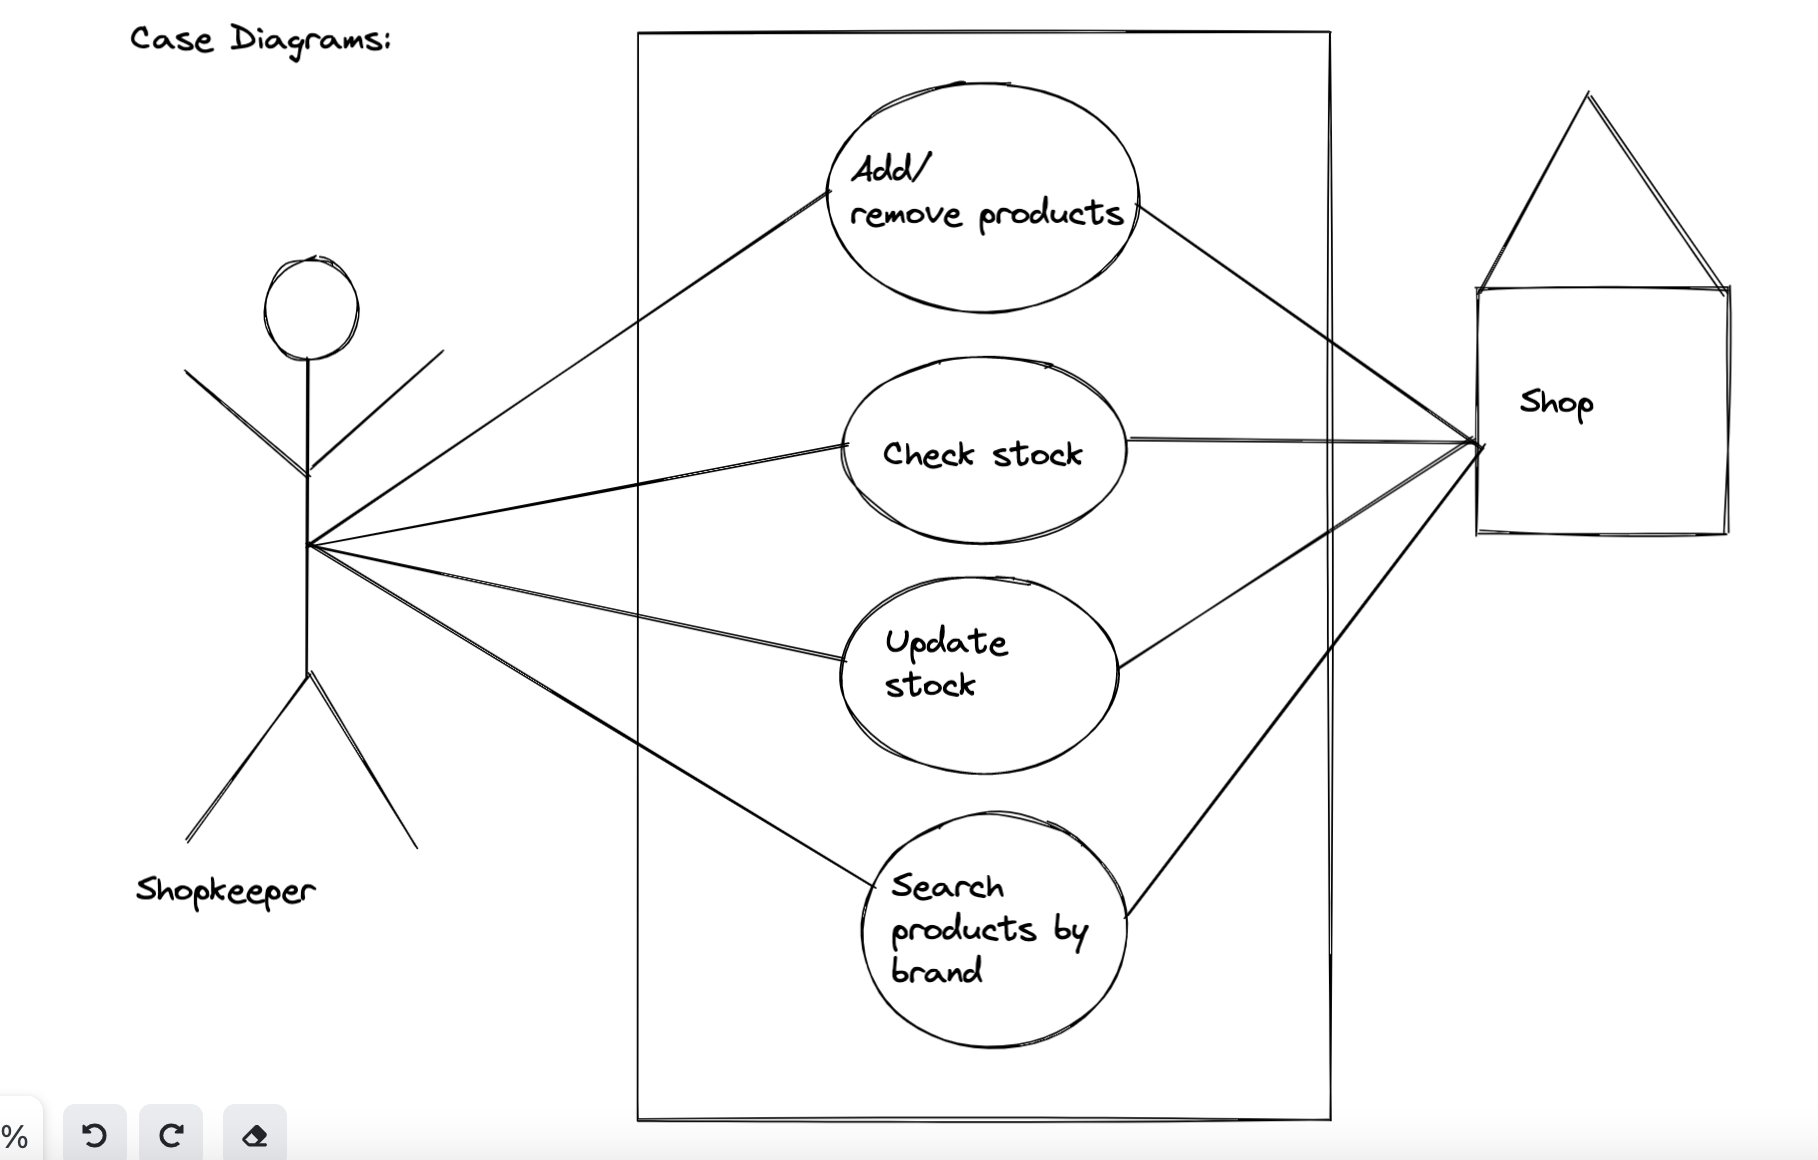 Case Diagrams:
Add/
remove products
Check stock
Shop
Update
stock
Search
products by
brand
Shopkeeper
%